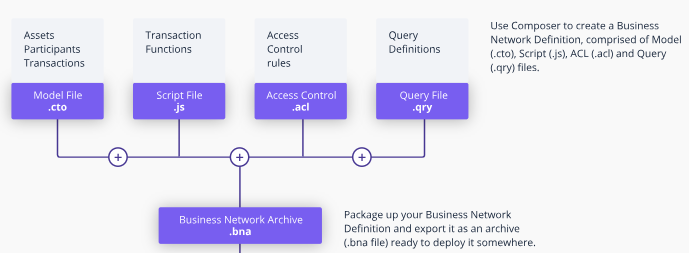 Assets
Participants
Transactions
Model File
.cto
Transaction
Functions
Script File
.js
Access
Control
rules
Access Control
.acl
Query
Definitions
Query File
.qry
Use Composer to create a Business
Network Definition, comprised of Model
(.cto), Script (.js), ACL (.acl) and Query
(.qry) files.
+
+
+
Business Network Archive
.bna
Package up your Business Network
Definition and export it as an archive
(.bna file) ready to deploy it somewhere.